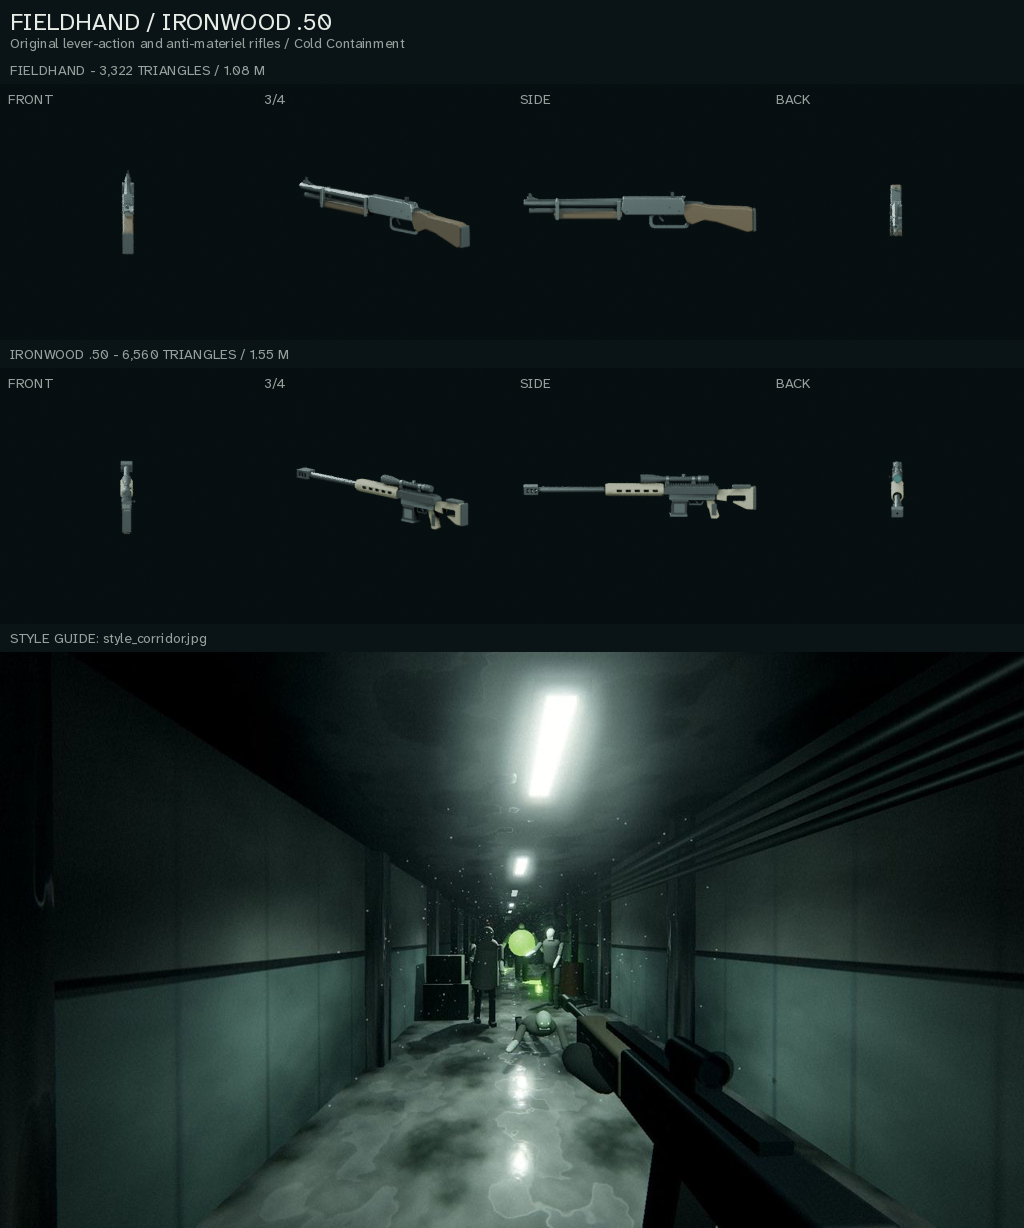 FIELDHAND / IRONWOOD .50
Original lever-action and anti-materiel rifles / Cold Containment
FIELDHAND - 3,322 TRIANGLES / 1.08 M
FRONT 3/4 SIDE BACK
IRONWOOD .50 - 6,560 TRIANGLES / 1.55 M
FRONT 3/4 SIDE BACK
STYLE GUIDE: style_corridor.jpg